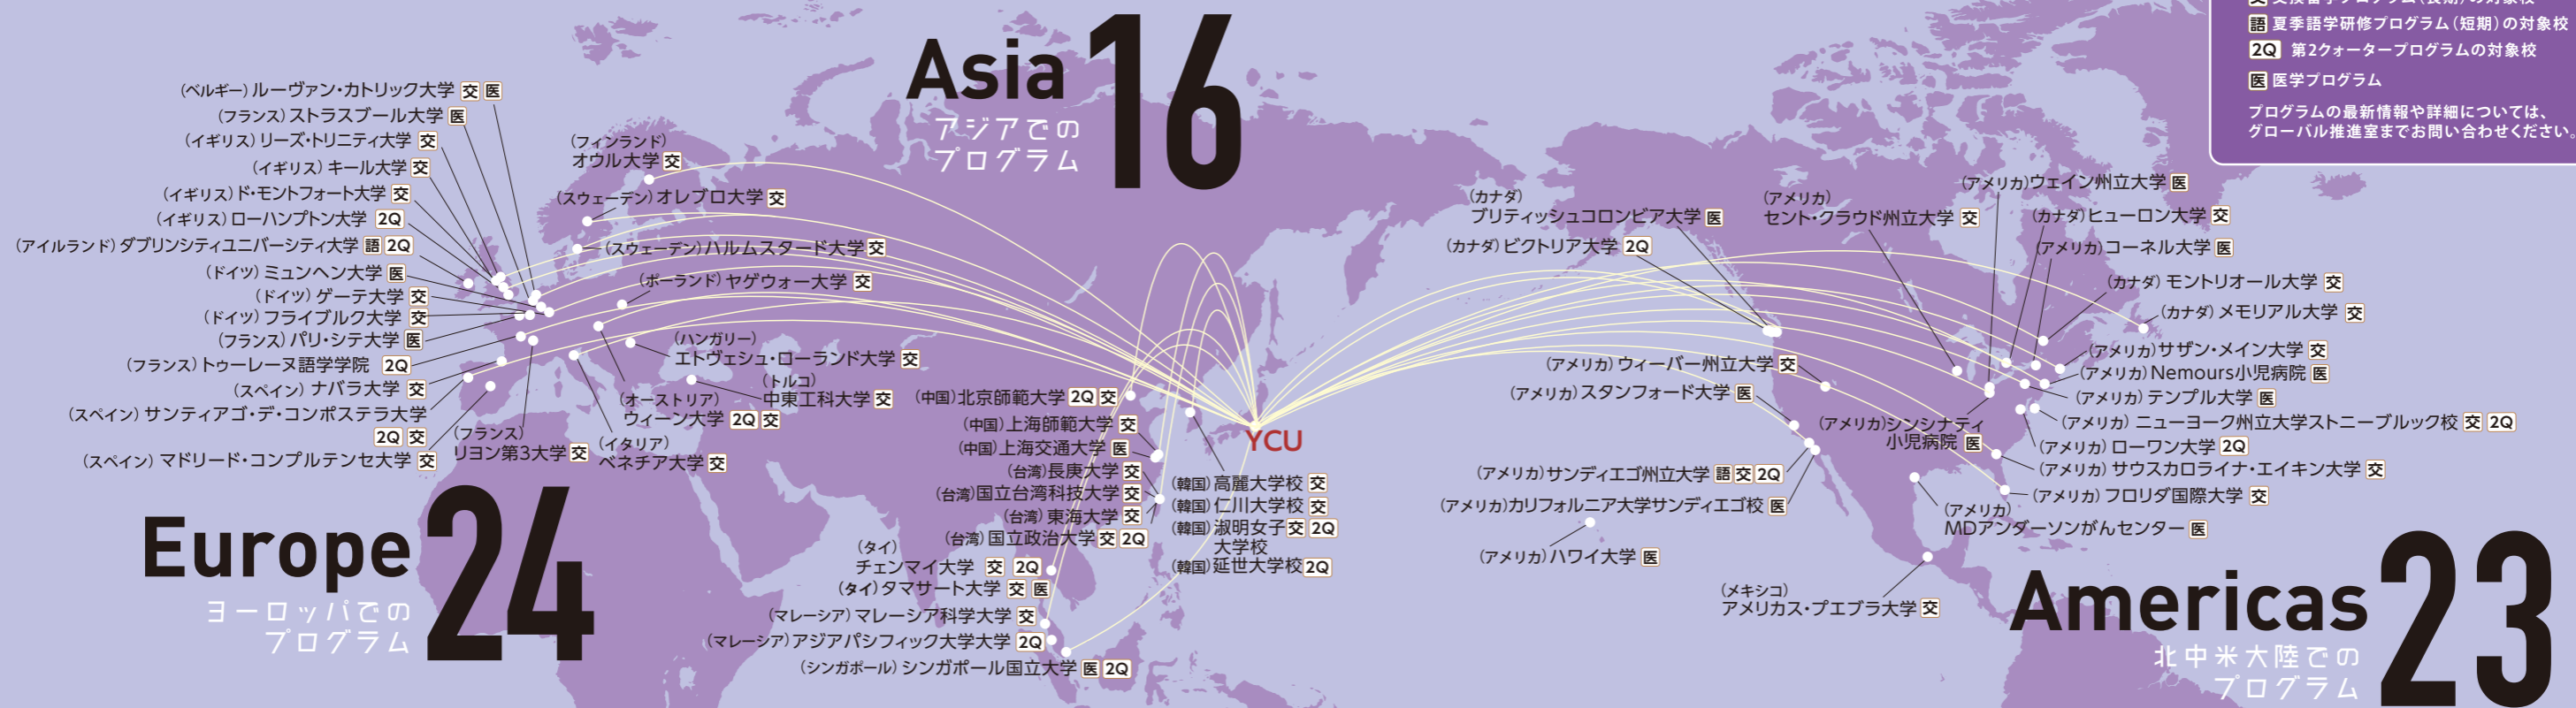 交換留学プログラム（長期）の対象校
語 夏季語学研修プログラム（短期）の対象校
2Q 第2クォータープログラムの対象校
医 医学プログラム
プログラムの最新情報や詳細については、
グローバル推進室までお問い合わせください。
Asia 16
アジアでの
プログラム
（ベルギー）ルーヴァン・カトリック大学 交 医
（フランス）ストラスブール大学 医
（イギリス）リーズ・トリニティ大学 交
（イギリス）キール大学 交
（イギリス）ド・モントフォート大学 交
（イギリス）ローハンプトン大学 2Q
（アイルランド）ダブリンシティユニバーシティ大学 語 2Q
（ドイツ）ミュンヘン大学 医
（ドイツ）ゲーテ大学 交
（ドイツ）フライブルク大学 交
（フランス）パリ・シテ大学 医
（フランス）トゥーレーヌ語学学院 2Q
（スペイン）ナバラ大学 交
（スペイン）サンティアゴ・デ・コンポステラ大学
2Q 交
（スペイン）マドリード・コンプルテンセ大学 交
（フィンランド）
オウル大学 交
（スウェーデン）オレブロ大学 交
（スウェーデン）ハルムスタード大学 交
（ポーランド）ヤゲウォー大学 交
（ハンガリー）
エトヴェシュ・ローランド大学 交
（トルコ）
中東工科大学 交
（オーストリア）
ウィーン大学 2Q 交
（フランス）
リヨン第3大学 交
（イタリア）
ベネチア大学 交
Europe 24
ヨーロッパでの
プログラム
（中国）北京師範大学 2Q 交
（中国）上海師範大学 交
（中国）上海交通大学 医
（台湾）長庚大学 交
（台湾）国立台湾科技大学 交
（台湾）東海大学 交
（台湾）国立政治大学 交 2Q
（タイ）
チェンマイ大学 交 2Q
（タイ）タマサート大学 交 医
（マレーシア）マレーシア科学大学 交
（マレーシア）アジアパシフィック大学大学 2Q
（シンガポール）シンガポール国立大学 医 2Q
YCU
（韓国）高麗大学校 交
（韓国）仁川大学校 交
（韓国）淑明女子 交 2Q
大学校
（韓国）延世大学校 2Q
（カナダ）
ブリティッシュコロンビア大学 医
（カナダ）ビクトリア大学 2Q
（アメリカ）
セント・クラウド州立大学 交
（アメリカ）ウェイン州立大学 医
（カナダ）ヒューロン大学 交
（アメリカ）コーネル大学 医
（カナダ）モントリオール大学 交
（カナダ）メモリアル大学 交
（アメリカ）サザン・メイン大学 交
（アメリカ）Nemours小児病院 医
（アメリカ）テンプル大学 医
（アメリカ）ニューヨーク州立大学ストニーブルック校 交 2Q
（アメリカ）ローワン大学 2Q
（アメリカ）サウスカロライナ・エイキン大学 交
（アメリカ）フロリダ国際大学 交
（アメリカ）
MDアンダーソンがんセンター 医
（アメリカ）ウィーバー州立大学 交
（アメリカ）スタンフォード大学 医
（アメリカ）シンシナティ
小児病院 医
（アメリカ）サンディエゴ州立大学 語 交 2Q
（アメリカ）カリフォルニア大学サンディエゴ校 医
（アメリカ）ハワイ大学 医
（メキシコ）
アメリカス・プエブラ大学 交
Americas 23
北中米大陸での
プログラム